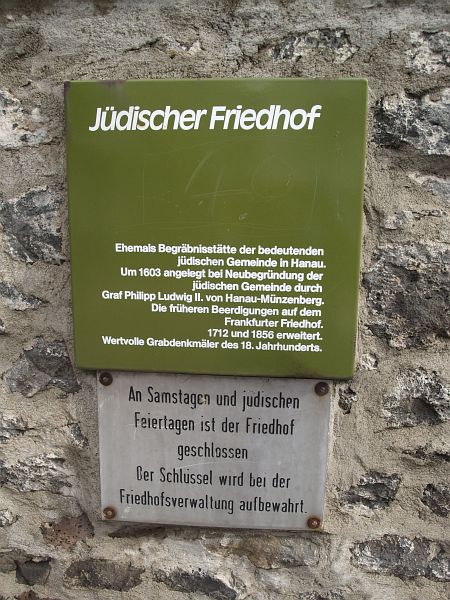 Jüdischer Friedhof
Ehemals Begräbnisstätte der bedeutenden
jüdischen Gemeinde in Hanau.
Um 1603 angelegt bei Neubegründung der
jüdischen Gemeinde durch
Graf Philipp Ludwig II. von Hanau-Münzenberg.
Die früheren Beerdigungen auf dem
Frankfurter Friedhof.
1712 und 1856 erweitert.
Wertvolle Grabdenkmäler des 18. Jahrhunderts.
An Samstagen und jüdischen
Feiertagen ist der Friedhof
geschlossen
Der Schlüssel wird bei der
Friedhofsverwaltung aufbewahrt.